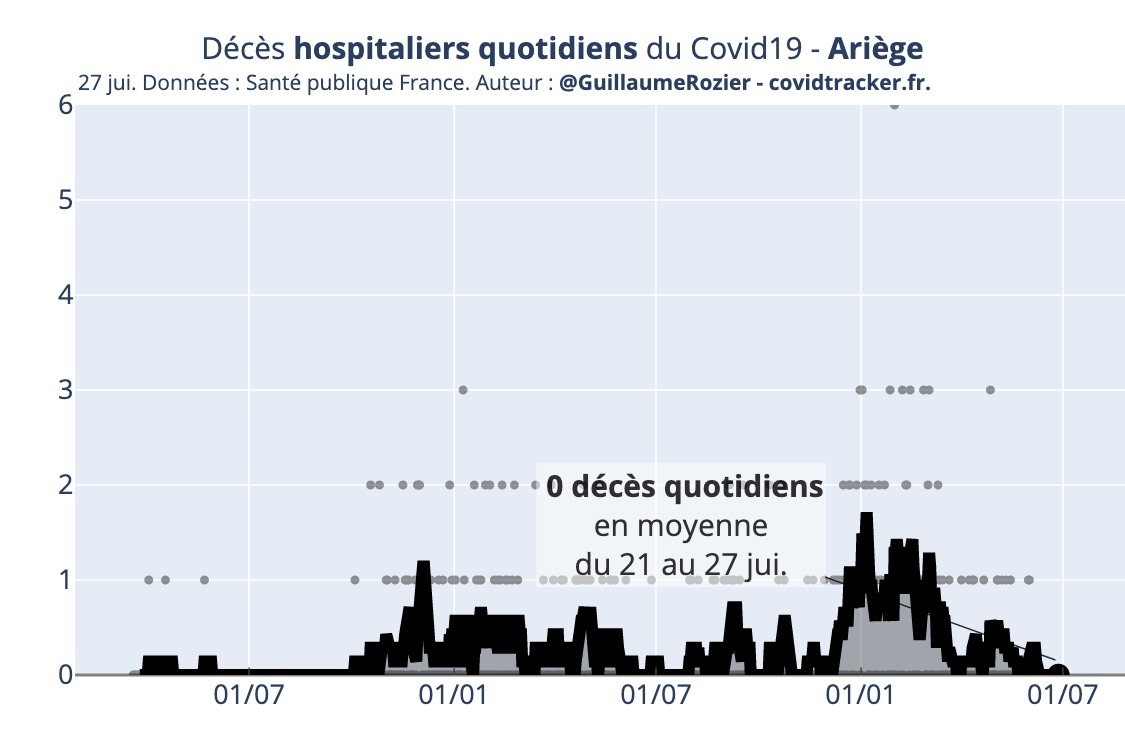 Décès hospitaliers quotidiens du Covid19 - Ariège
27 jui. Données : Santé publique France. Auteur : @GuillaumeRozier - covidtracker.fr.
6
5
4
3
2
1
0
0 décès quotidiens
en moyenne
du 21 au 27 jui.
01/07 01/01 01/07 01/01 01/07